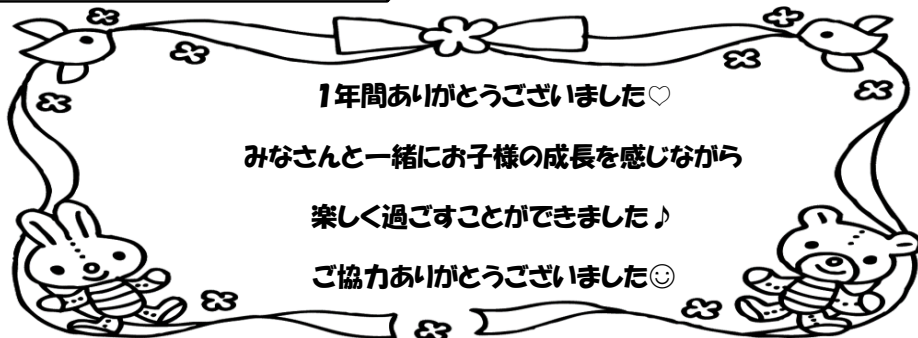 1年間ありがとうございました♡
みなさんと一緒にお子様の成長を感じながら
楽しく過ごすことができました♪
ご協力ありがとうございました☺